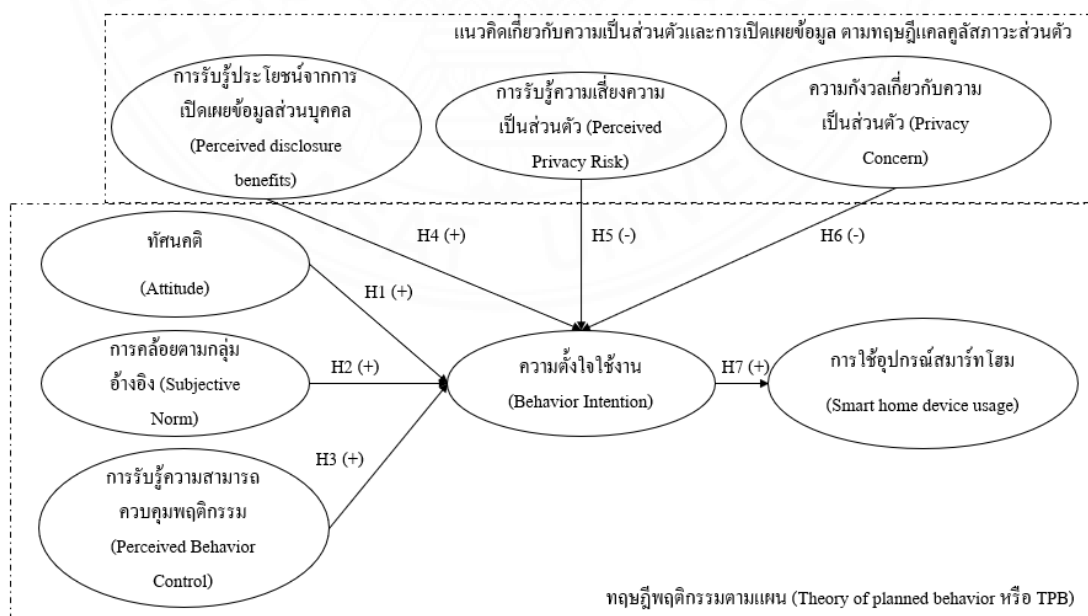 แนวคิดเกี่ยวกับความเป็นส่วนตัวและการเปิดเผยข้อมูล ตามทฤษฎีแคลคูลัสภาวะส่วนตัว
การรับรู้ประโยชน์จากการ
เปิดเผยข้อมูลส่วนบุคคล
(Perceived disclosure
benefits)
การรับรู้ความเสี่ยงความ
เป็นส่วนตัว (Perceived
Privacy Risk)
ความกังวลเกี่ยวกับความ
เป็นส่วนตัว (Privacy
Concern)
H4 (+)
H5 (-)
H6 (-)
ทัศนคติ
(Attitude)
H1 (+)
การคล้อยตามกลุ่ม
อ้างอิง (Subjective
Norm)
H2 (+)
การรับรู้ความสามารถ
ควบคุมพฤติกรรม
(Perceived Behavior
Control)
H3 (+)
ความตั้งใจใช้งาน
(Behavior Intention)
H7 (+)
การใช้อุปกรณ์สมาร์ทโฮม
(Smart home device usage)
ทฤษฎีพฤติกรรมตามแผน (Theory of planned behavior หรือ TPB)